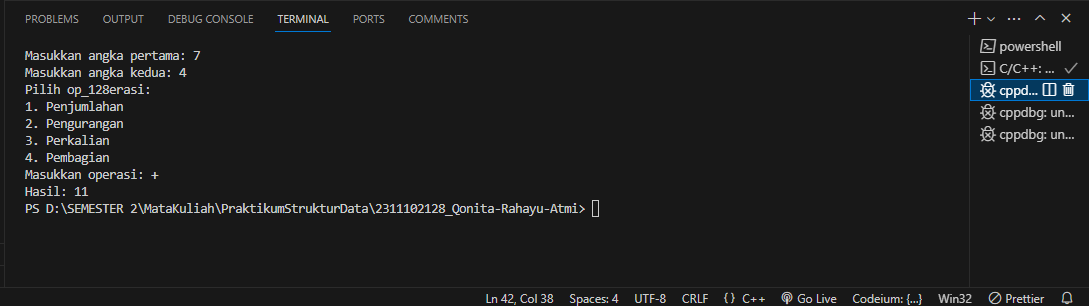 PROBLEMS OUTPUT DEBUG CONSOLE TERMINAL PORTS COMMENTS
Masukkan angka pertama: 7
Masukkan angka kedua: 4
Pilih op_128erasi:
1. Penjumlahan
2. Pengurangan
3. Perkalian
4. Pembagian
Masukkan operasi: +
Hasil: 11
PS D:\SEMESTER 2\MataKuliah\PraktikumStrukturData\2311102128_Qonita-Rahayu-Atmi>
powershell
C/C++: ...
cppd...
cppdbg: un...
cppdbg: un...
Ln 42, Col 38 Spaces: 4 UTF-8 CRLF {} C++ Go Live Codeium: {...} Win32 Prettier